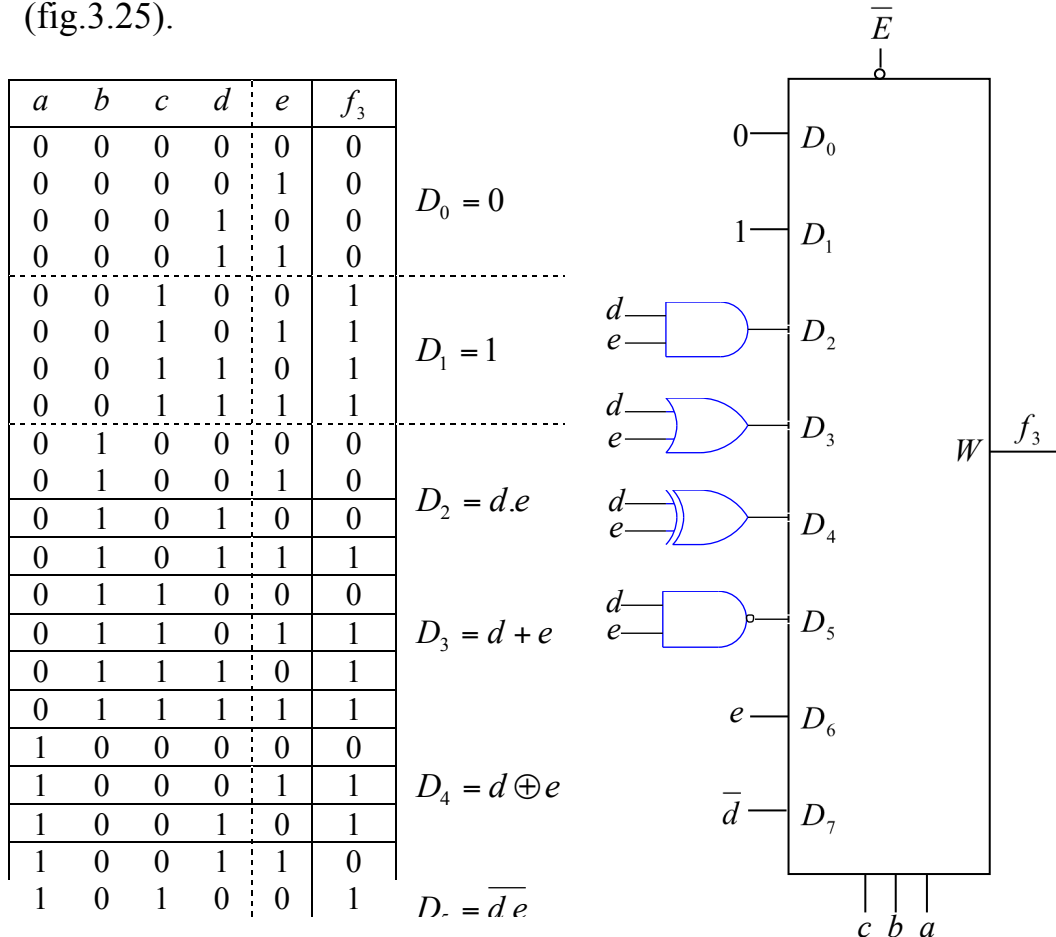 (fig.3.25).
a b c d e f₃
0 0 0 0 0 0
0 0 0 0 1 0
0 0 0 1 0 0
0 0 0 1 1 0
D₀ = 0
0 0 1 0 0 1
0 0 1 0 1 1
0 0 1 1 0 1
0 0 1 1 1 1
D₁ = 1
0 1 0 0 0 0
0 1 0 0 1 0
0 1 0 1 0 0
0 1 0 1 1 1
D₂ = d.e
0 1 1 0 0 0
0 1 1 0 1 1
0 1 1 1 0 1
0 1 1 1 1 1
D₃ = d + e
1 0 0 0 0 0
1 0 0 0 1 1
1 0 0 1 0 1
1 0 0 1 1 0
D₄ = d ⊕ e
1 0 1 0 0 1
D₅ = \overline{d e}
\overline{E}
0 D₀
1 D₁
d
e D₂
d
e D₃
d
e D₄
d
e D₅
e D₆
\overline{d} D₇
W f₃
c b a